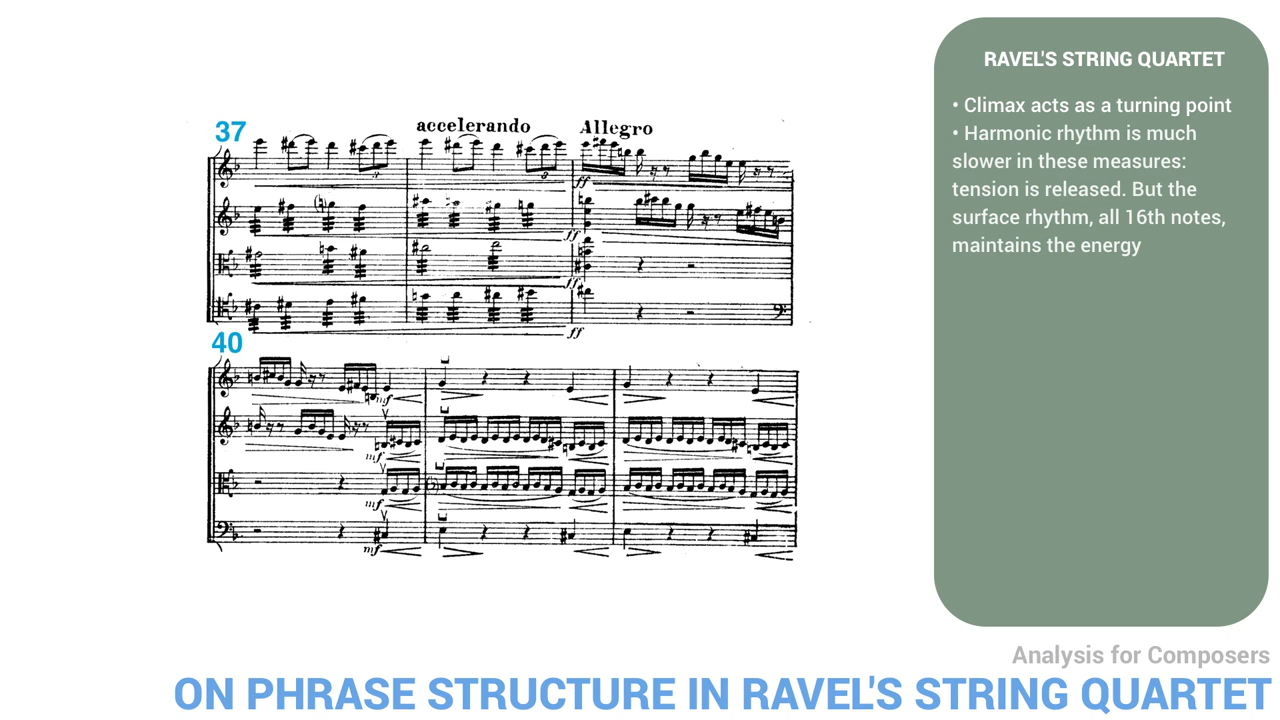 37
accelerando
Allegro
3
3
ff
ff
ff
ff
40
mf
mf
mf
mf
RAVEL'S STRING QUARTET
• Climax acts as a turning point
• Harmonic rhythm is much
slower in these measures:
tension is released. But the
surface rhythm, all 16th notes,
maintains the energy
Analysis for Composers
ON PHRASE STRUCTURE IN RAVEL'S STRING QUARTET